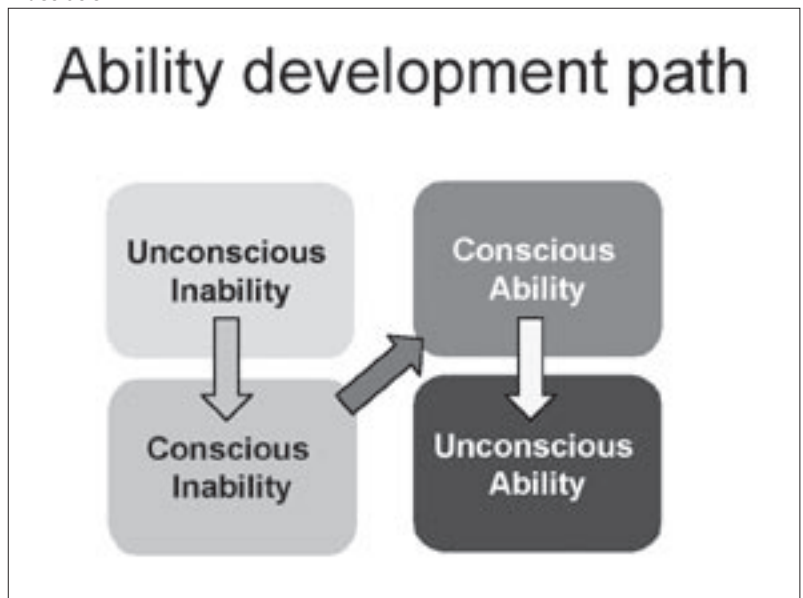 Ability development path
Unconscious
Inability
Conscious
Inability
Conscious
Ability
Unconscious
Ability